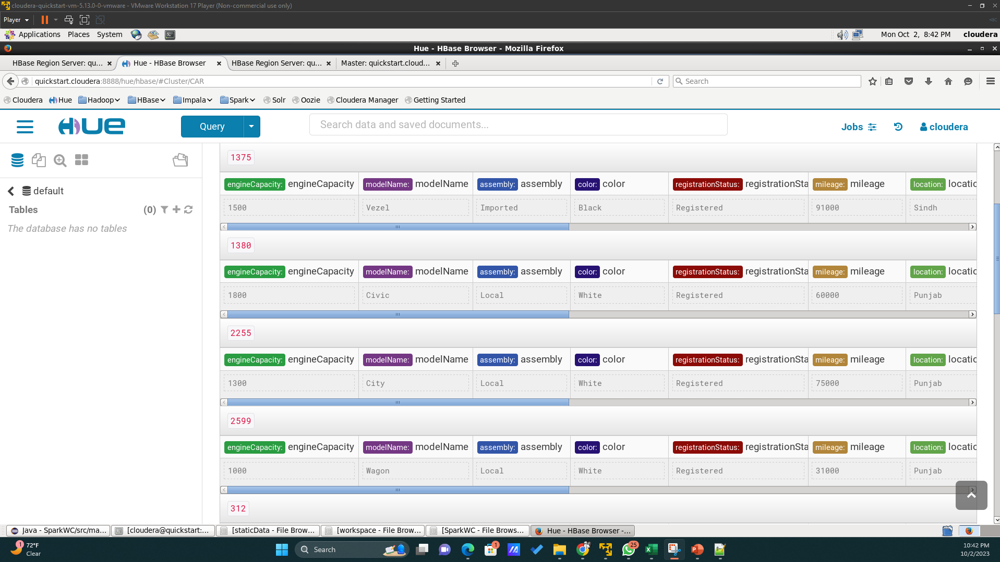 cloudera-quickstart-vm-5.13.0-0-vmware - VMware Workstation 17 Player (Non-commercial use only)
Player
Applications Places System Mon Oct 2, 8:42 PM cloudera
Hue - HBase Browser - Mozilla Firefox
HBase Region Server: qu... Hue - HBase Browser HBase Region Server: qu... Master: quickstart.cloud...
quickstart.cloudera:8888/hue/hbase/#Cluster/CAR Search
Cloudera Hue Hadoop HBase Impala Spark Solr Oozie Cloudera Manager Getting Started
HUE Query Search data and saved documents... Jobs cloudera
default
Tables (0)
The database has no tables
1375
engineCapacity: engineCapacity modelName: modelName assembly: assembly color: color registrationStatus: registrationSta mileage: mileage location: locatio
1500 Vezel Imported Black Registered 91000 Sindh
1380
engineCapacity: engineCapacity modelName: modelName assembly: assembly color: color registrationStatus: registrationSta mileage: mileage location: locatio
1800 Civic Local White Registered 60000 Punjab
2255
engineCapacity: engineCapacity modelName: modelName assembly: assembly color: color registrationStatus: registrationSta mileage: mileage location: locatio
1300 City Local White Registered 75000 Punjab
2599
engineCapacity: engineCapacity modelName: modelName assembly: assembly color: color registrationStatus: registrationSta mileage: mileage location: locatio
1000 Wagon Local White Registered 31000 Punjab
312
Java - SparkWC/src/ma... [cloudera@quickstart:... [staticData - File Brow... [workspace - File Brow... [SparkWC - File Brows... Hue - HBase Browser -...
1 72°F
Clear
Search
1
25
10:42 PM
10/2/2023